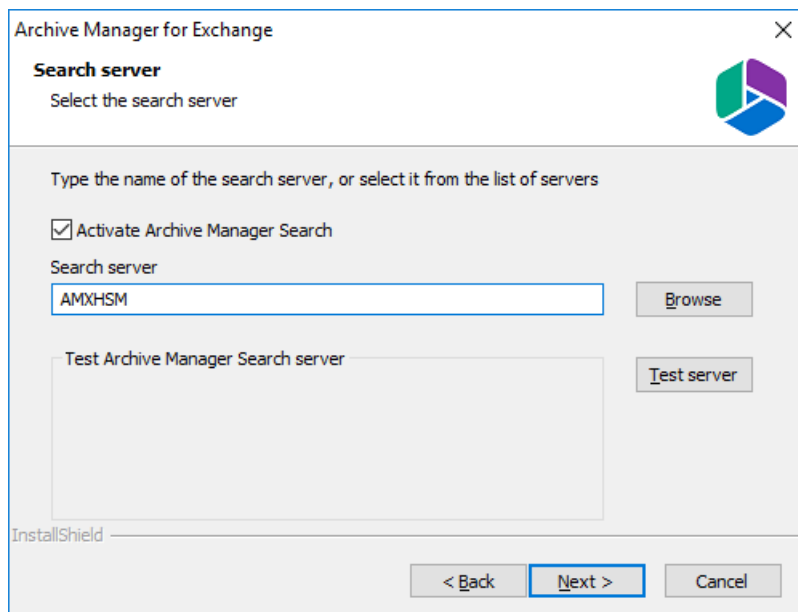 Archive Manager for Exchange
Search server
Select the search server
Type the name of the search server, or select it from the list of servers
Activate Archive Manager Search
Search server
AMXHSM
Browse
Test Archive Manager Search server
Test server
InstallShield
< Back
Next >
Cancel